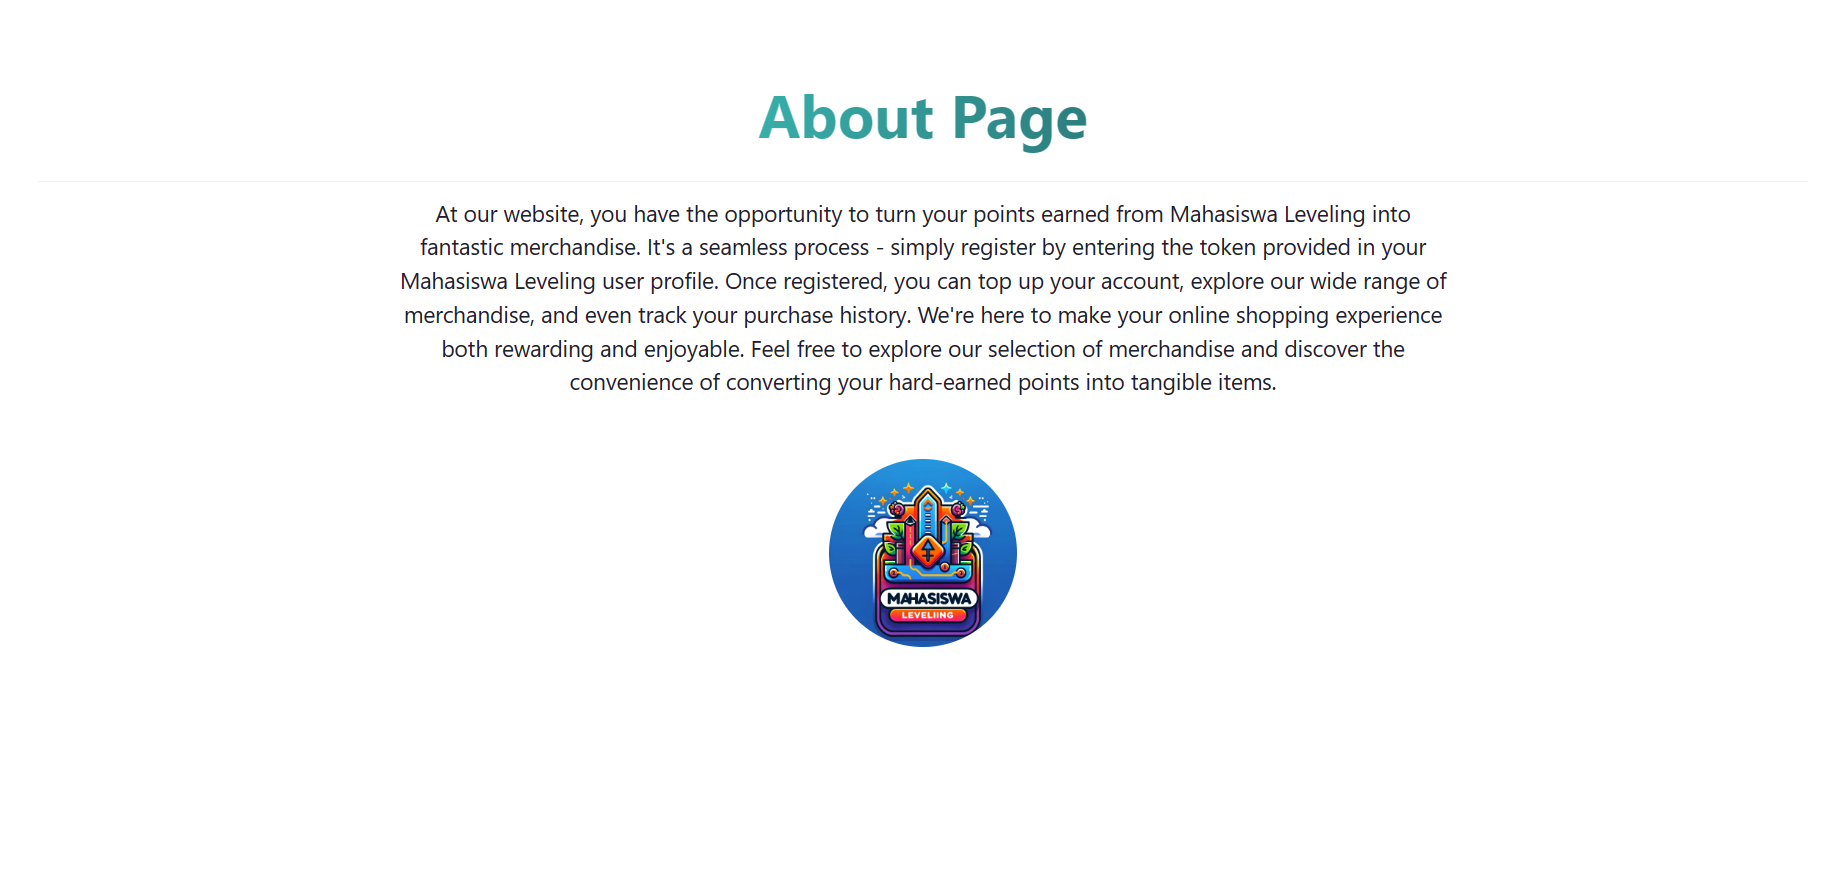 About Page
At our website, you have the opportunity to turn your points earned from Mahasiswa Leveling into
fantastic merchandise. It's a seamless process - simply register by entering the token provided in your
Mahasiswa Leveling user profile. Once registered, you can top up your account, explore our wide range of
merchandise, and even track your purchase history. We're here to make your online shopping experience
both rewarding and enjoyable. Feel free to explore our selection of merchandise and discover the
convenience of converting your hard-earned points into tangible items.
MAHASISWA
LEVELIING